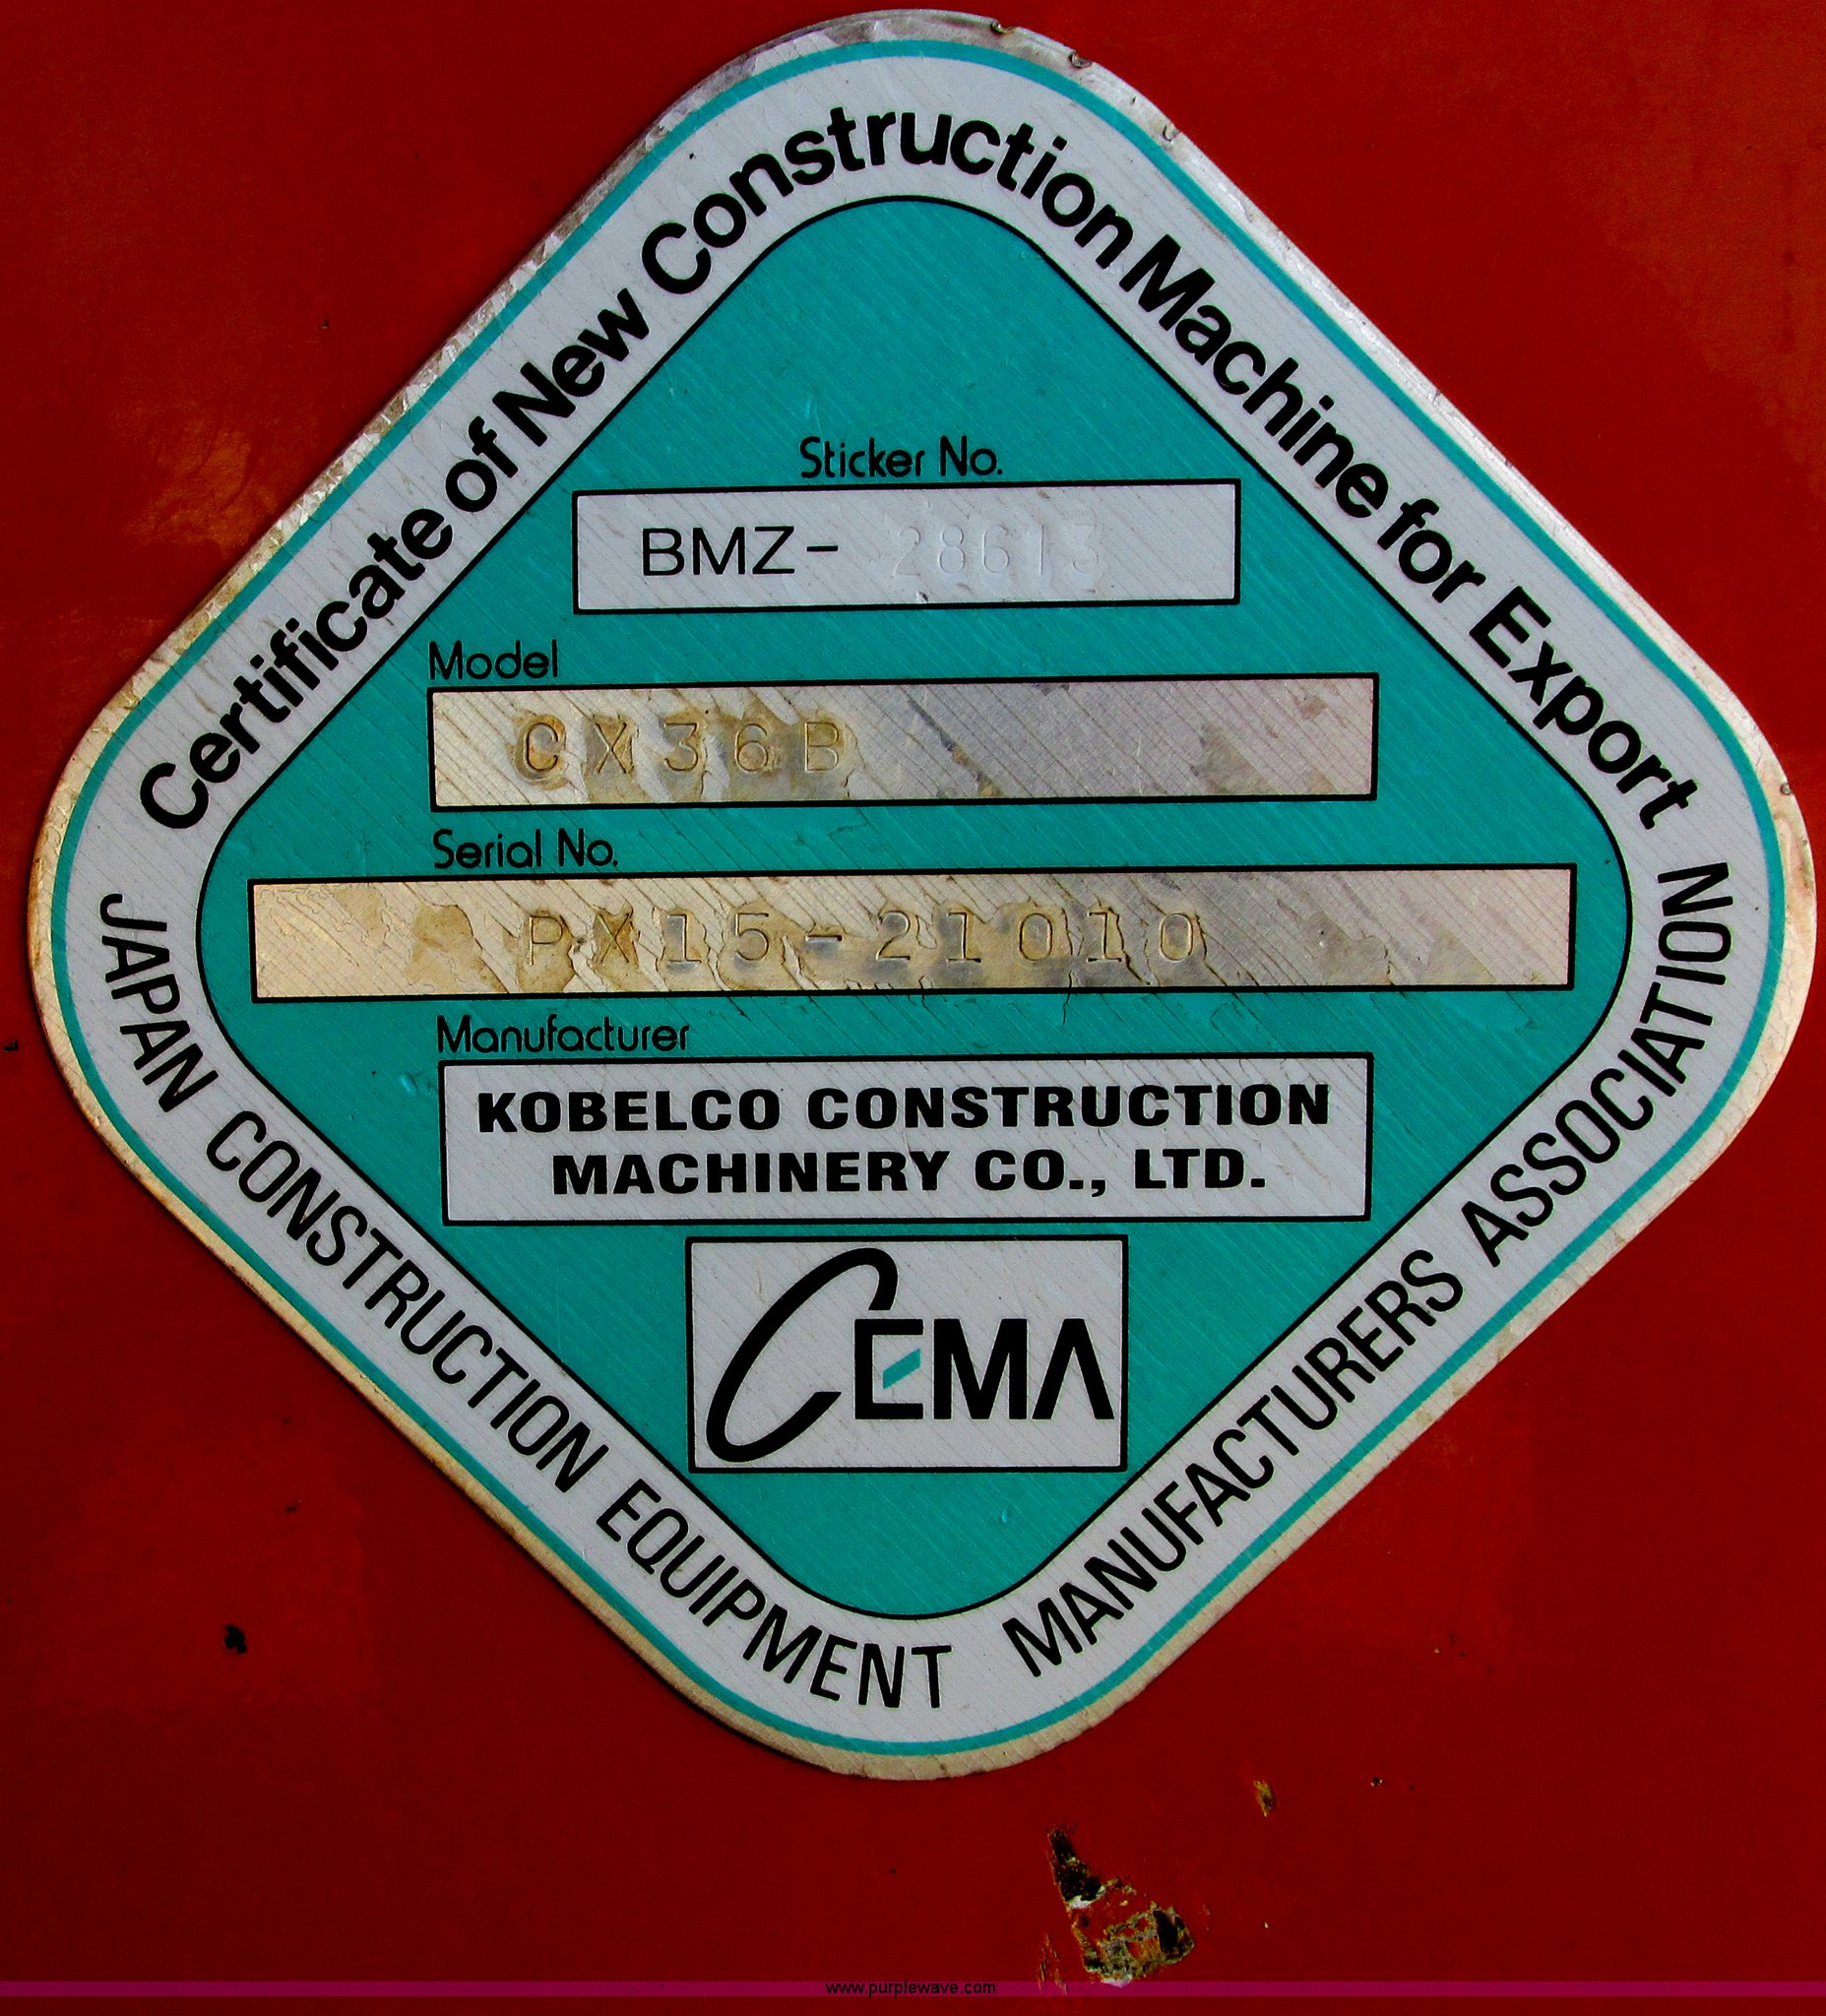 Certificate of New Construction Machine for Export
Sticker No.
BMZ- 28613
Model
CX36B
Serial No.
PX15-21010
Manufacturer
KOBELCO CONSTRUCTION
MACHINERY CO., LTD.
CEMA
JAPAN CONSTRUCTION EQUIPMENT MANUFACTURERS ASSOCIATION
www.purplewave.com